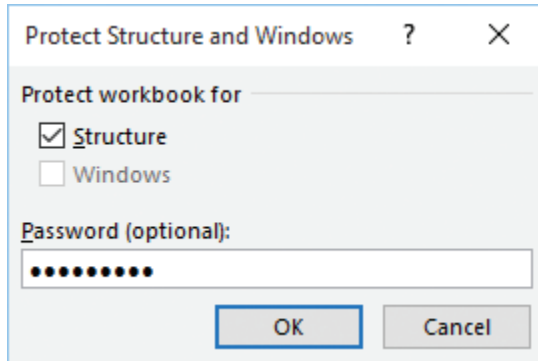 Protect Structure and Windows ?
Protect workbook for
Structure
Windows
Password (optional):
•••••••••
OK Cancel